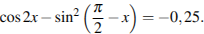 cos 2x − sin² (π/2 − x) = −0,25.